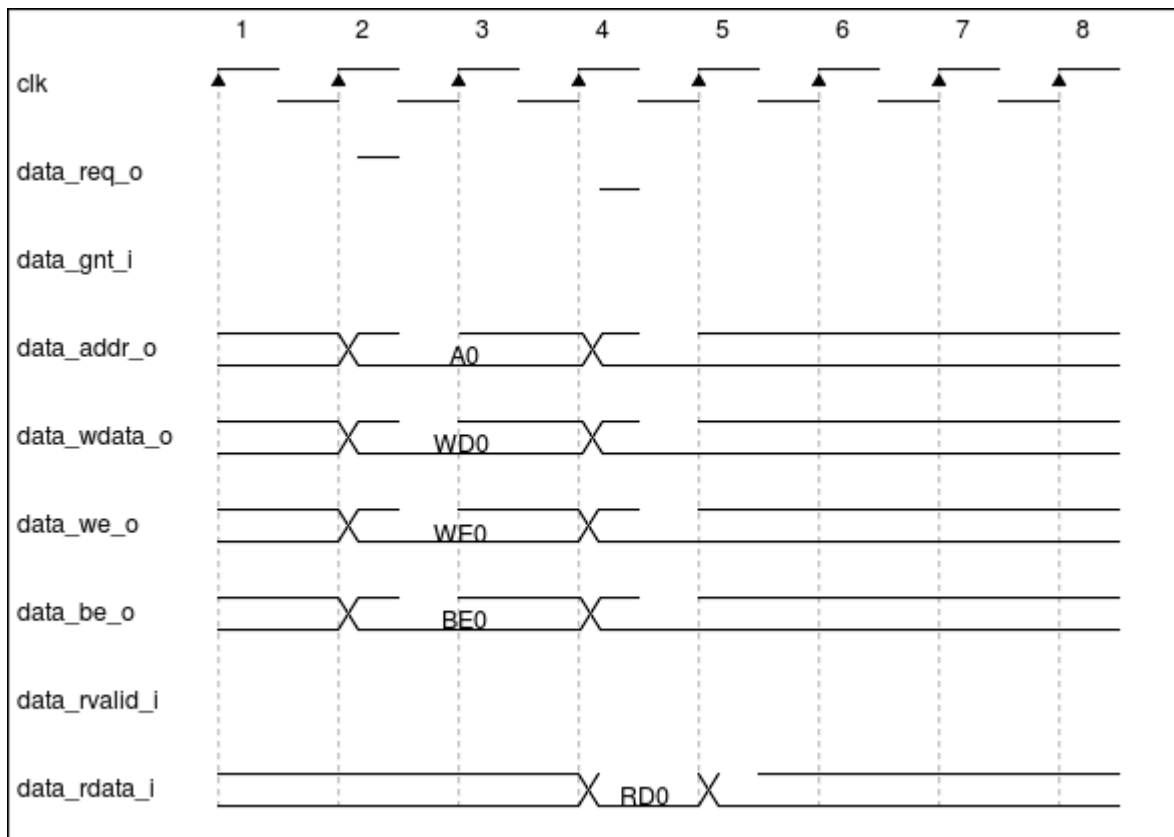 1 2 3 4 5 6 7 8
clk
data_req_o
data_gnt_i
data_addr_o A0
data_wdata_o WD0
data_we_o WE0
data_be_o BE0
data_rvalid_i
data_rdata_i RD0